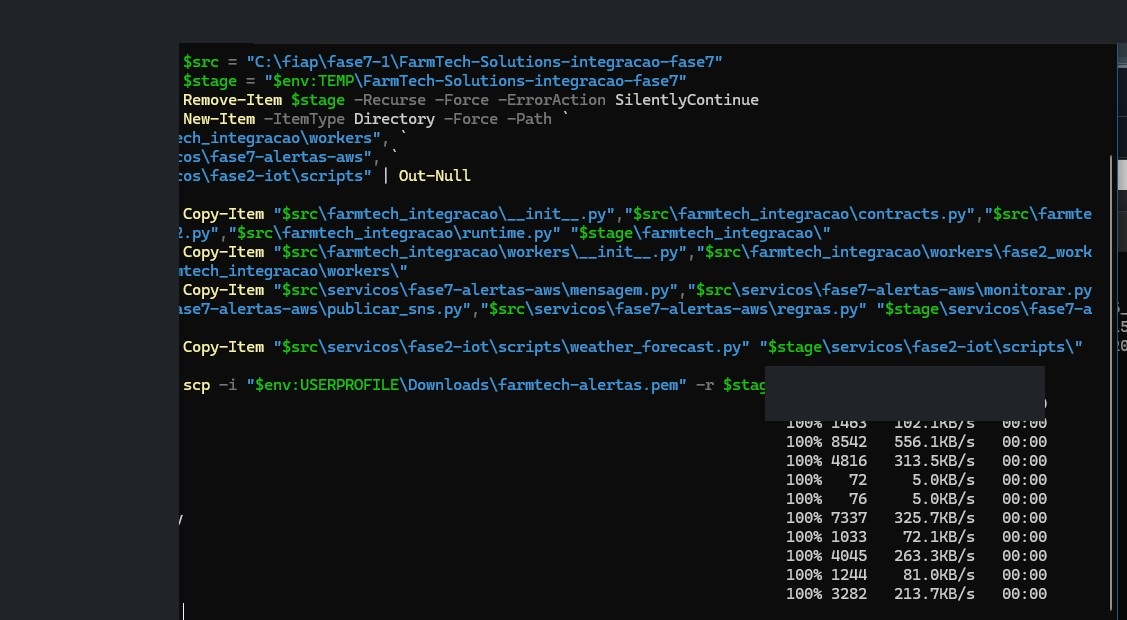 $src = "C:\fiap\fase7-1\FarmTech-Solutions-integracao-fase7"
$stage = "$env:TEMP\FarmTech-Solutions-integracao-fase7"
Remove-Item $stage -Recurse -Force -ErrorAction SilentlyContinue
New-Item -ItemType Directory -Force -Path `
ech_integracao\workers", `
cos\fase7-alertas-aws", `
cos\fase2-iot\scripts" | Out-Null
Copy-Item "$src\farmtech_integracao\__init__.py","$src\farmtech_integracao\contracts.py","$src\farmte
2.py","$src\farmtech_integracao\runtime.py" "$stage\farmtech_integracao\"
Copy-Item "$src\farmtech_integracao\workers\__init__.py","$src\farmtech_integracao\workers\fase2_work
mtech_integracao\workers\"
Copy-Item "$src\servicos\fase7-alertas-aws\mensagem.py","$src\servicos\fase7-alertas-aws\monitorar.py
ase7-alertas-aws\publicar_sns.py","$src\servicos\fase7-alertas-aws\regras.py" "$stage\servicos\fase7-a
Copy-Item "$src\servicos\fase2-iot\scripts\weather_forecast.py" "$stage\servicos\fase2-iot\scripts\"
scp -i "$env:USERPROFILE\Downloads\farmtech-alertas.pem" -r $stag
100% 1463 102.1KB/s 00:00
100% 8542 556.1KB/s 00:00
100% 4816 313.5KB/s 00:00
100% 72 5.0KB/s 00:00
100% 76 5.0KB/s 00:00
y
100% 7337 325.7KB/s 00:00
100% 1033 72.1KB/s 00:00
100% 4045 263.3KB/s 00:00
100% 1244 81.0KB/s 00:00
100% 3282 213.7KB/s 00:00